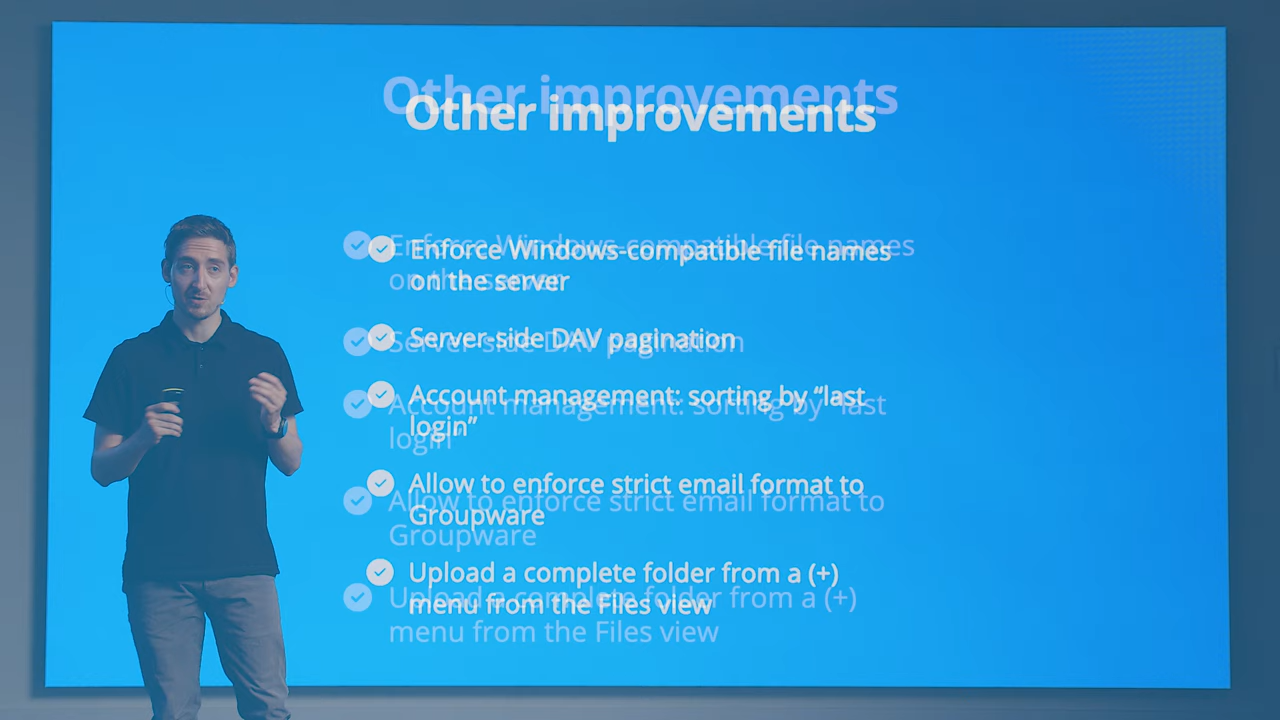 Other improvements
Enforce Windows-compatible file names
on the server
Server-side DAV pagination
Account management: sorting by “last
login”
Allow to enforce strict email format to
Groupware
Upload a complete folder from a (+)
menu from the Files view